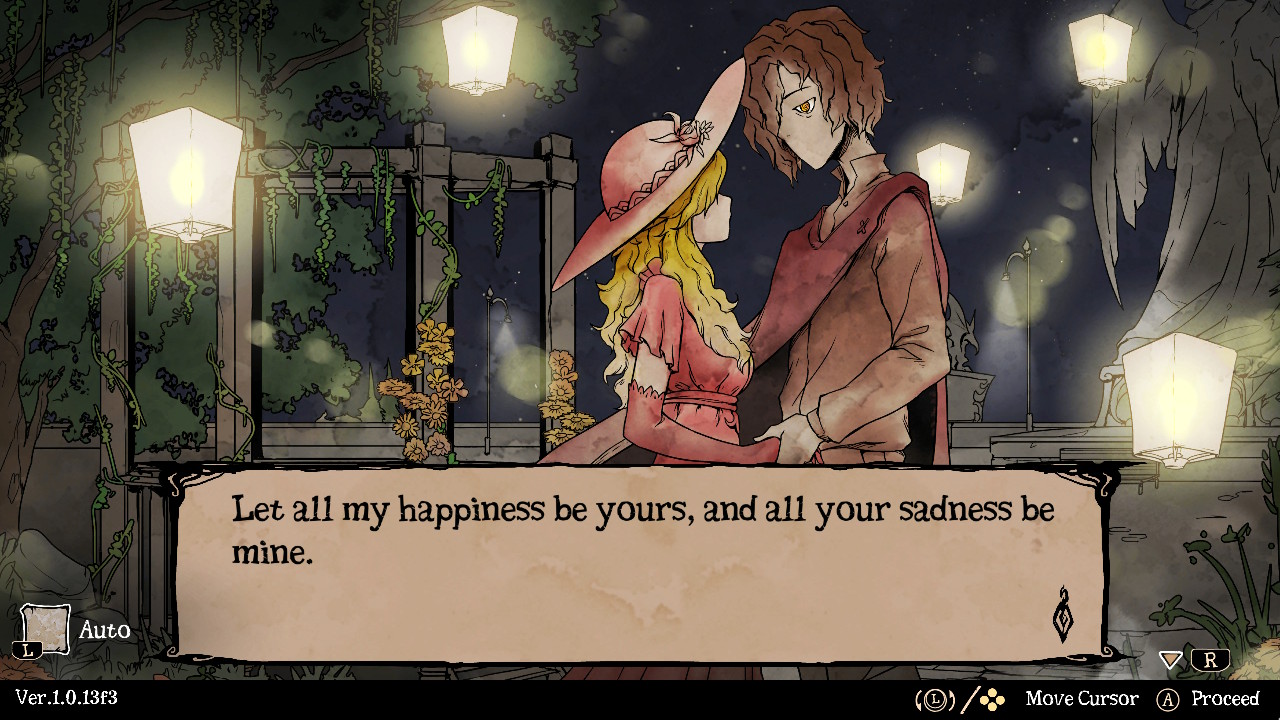 Let all my happiness be yours, and all your sadness be
mine.
Auto
L
R
Ver.1.0.13f3
L / Move Cursor A Proceed